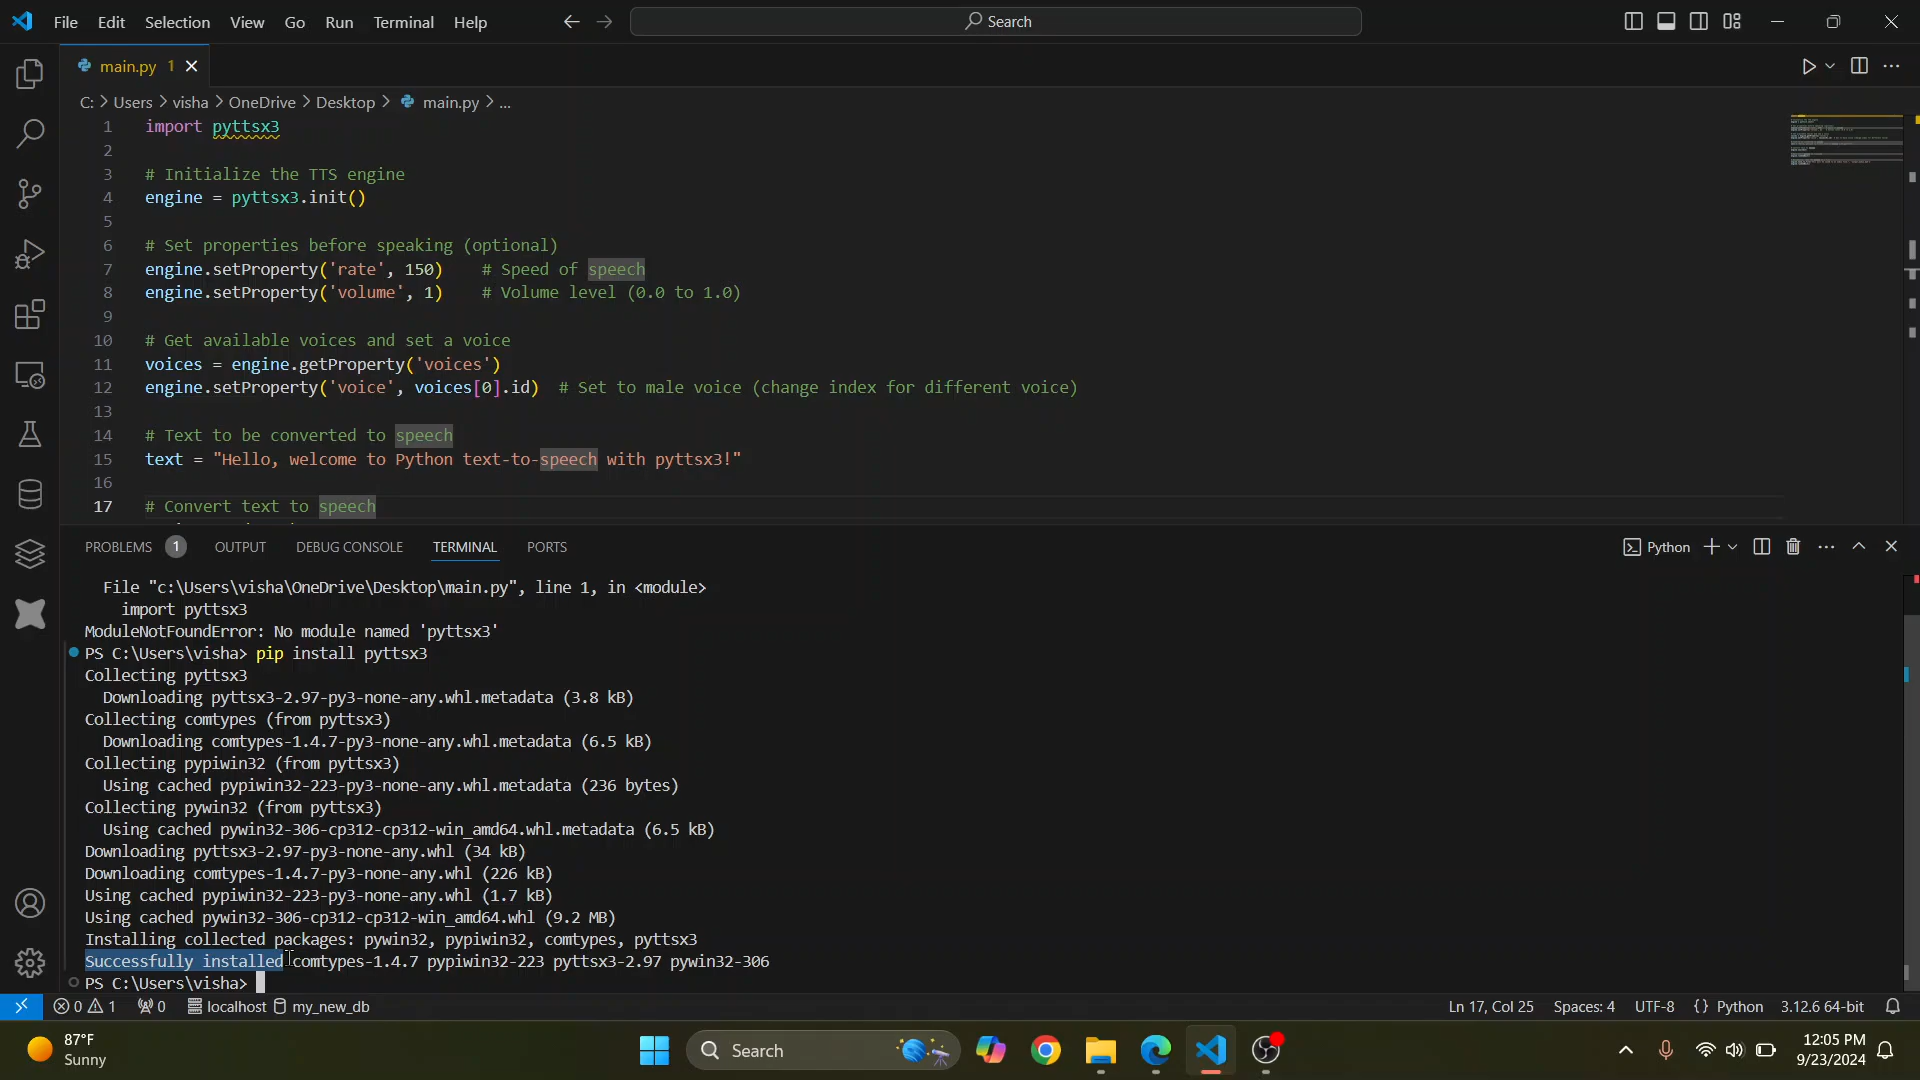 File Edit Selection View Go Run Terminal Help
Search
main.py 1
C: > Users > visha > OneDrive > Desktop > main.py > ...
1 import pyttsx3
2
3 # Initialize the TTS engine
4 engine = pyttsx3.init()
5
6 # Set properties before speaking (optional)
7 engine.setProperty('rate', 150)    # Speed of speech
8 engine.setProperty('volume', 1)    # Volume level (0.0 to 1.0)
9
10 # Get available voices and set a voice
11 voices = engine.getProperty('voices')
12 engine.setProperty('voice', voices[0].id)  # Set to male voice (change index for different voice)
13
14 # Text to be converted to speech
15 text = "Hello, welcome to Python text-to-speech with pyttsx3!"
16
17 # Convert text to speech
PROBLEMS 1 OUTPUT DEBUG CONSOLE TERMINAL PORTS
Python
File "c:\Users\visha\OneDrive\Desktop\main.py", line 1, in <module>
import pyttsx3
ModuleNotFoundError: No module named 'pyttsx3'
PS C:\Users\visha> pip install pyttsx3
Collecting pyttsx3
Downloading pyttsx3-2.97-py3-none-any.whl.metadata (3.8 kB)
Collecting comtypes (from pyttsx3)
Downloading comtypes-1.4.7-py3-none-any.whl.metadata (6.5 kB)
Collecting pypiwin32 (from pyttsx3)
Using cached pypiwin32-223-py3-none-any.whl.metadata (236 bytes)
Collecting pywin32 (from pyttsx3)
Using cached pywin32-306-cp312-cp312-win_amd64.whl.metadata (6.5 kB)
Downloading pyttsx3-2.97-py3-none-any.whl (34 kB)
Downloading comtypes-1.4.7-py3-none-any.whl (226 kB)
Using cached pypiwin32-223-py3-none-any.whl (1.7 kB)
Using cached pywin32-306-cp312-cp312-win_amd64.whl (9.2 MB)
Installing collected packages: pywin32, pypiwin32, comtypes, pyttsx3
Successfully installed comtypes-1.4.7 pypiwin32-223 pyttsx3-2.97 pywin32-306
PS C:\Users\visha>
0 1 0 localhost my_new_db Ln 17, Col 25 Spaces: 4 UTF-8 {} Python 3.12.6 64-bit
87°F
Sunny
Search
12:05 PM
9/23/2024